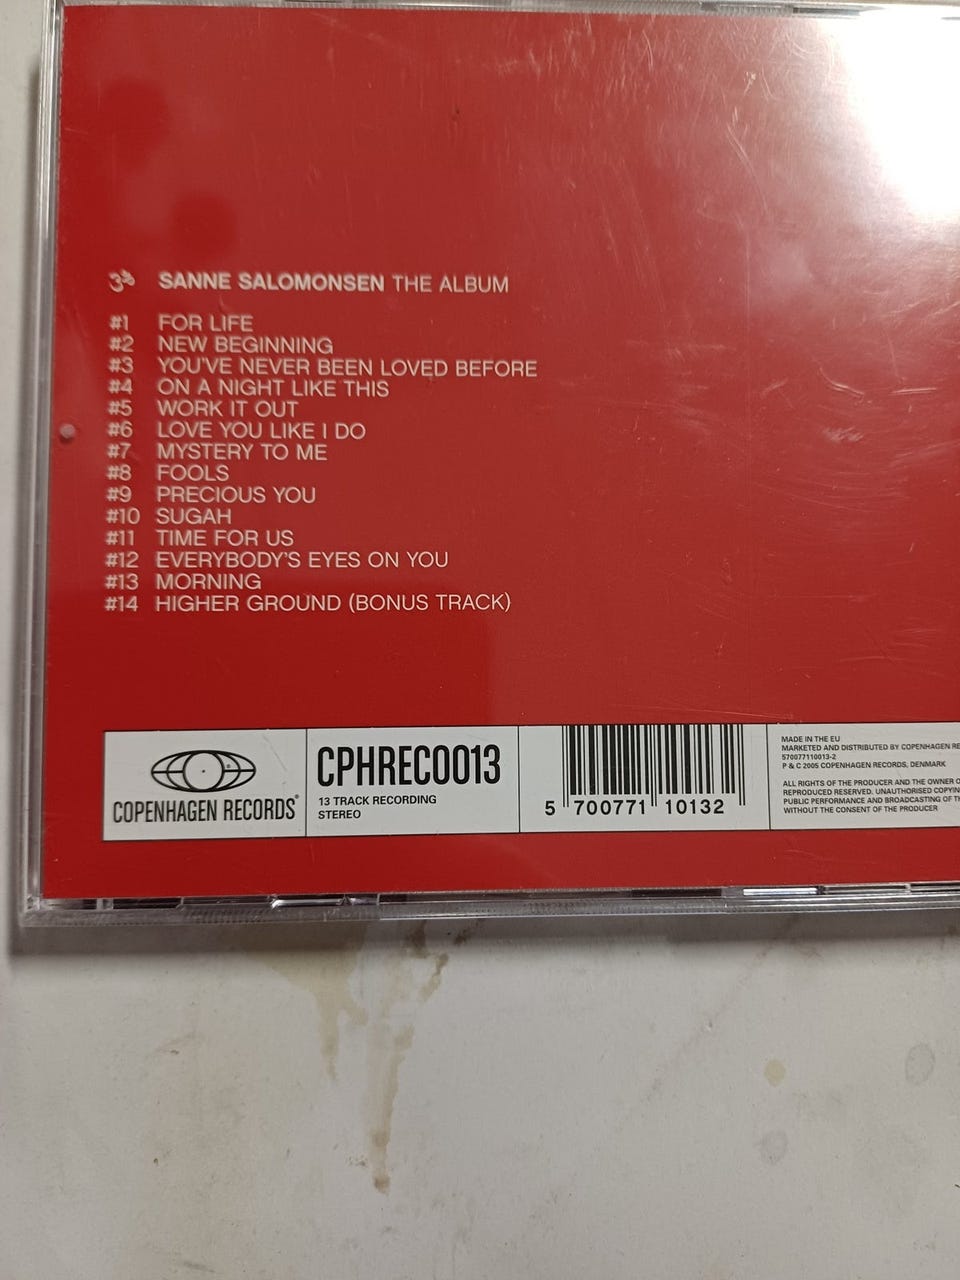 SANNE SALOMONSEN THE ALBUM
#1 FOR LIFE
#2 NEW BEGINNING
#3 YOU'VE NEVER BEEN LOVED BEFORE
#4 ON A NIGHT LIKE THIS
#5 WORK IT OUT
#6 LOVE YOU LIKE I DO
#7 MYSTERY TO ME
#8 FOOLS
#9 PRECIOUS YOU
#10 SUGAH
#11 TIME FOR US
#12 EVERYBODY'S EYES ON YOU
#13 MORNING
#14 HIGHER GROUND (BONUS TRACK)
COPENHAGEN RECORDS®
CPHREC0013
13 TRACK RECORDING
STEREO
5 700771 10132
MADE IN THE EU
MARKETED AND DISTRIBUTED BY COPENHAGEN RE
570077110013-2
P & C 2005 COPENHAGEN RECORDS, DENMARK
ALL RIGHTS OF THE PRODUCER AND THE OWNER O
REPRODUCED RESERVED. UNAUTHORISED COPYIN
PUBLIC PERFORMANCE AND BROADCASTING OF TH
WITHOUT THE CONSENT OF THE PRODUCER